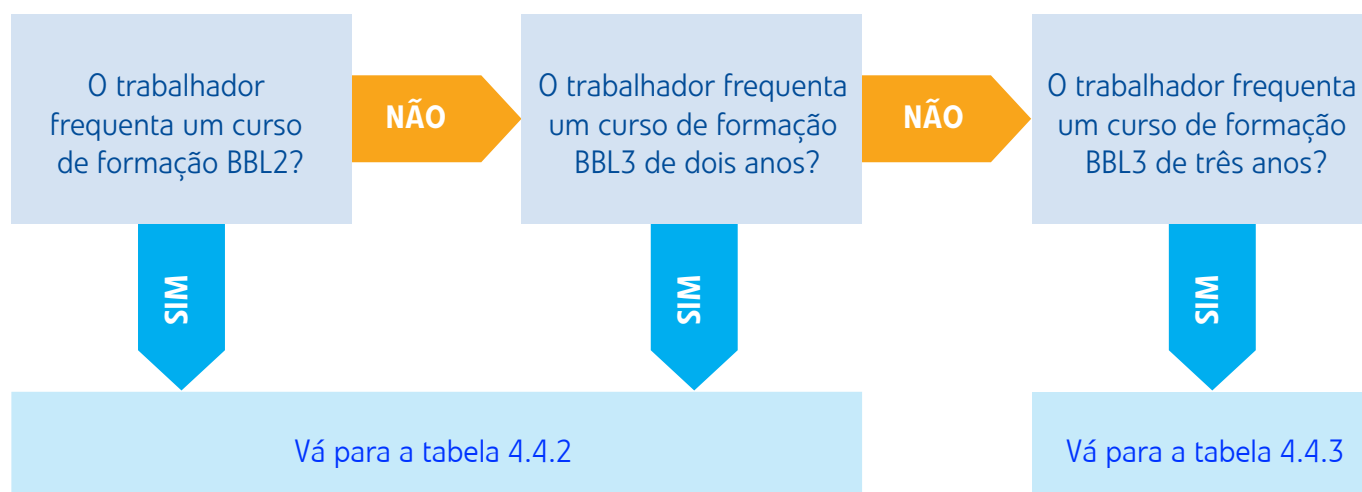 O trabalhador
frequenta um curso
de formação BBL2?
NÃO
O trabalhador frequenta
um curso de formação
BBL3 de dois anos?
NÃO
O trabalhador frequenta
um curso de formação
BBL3 de três anos?
SIM
SIM
SIM
Vá para a tabela 4.4.2
Vá para a tabela 4.4.3